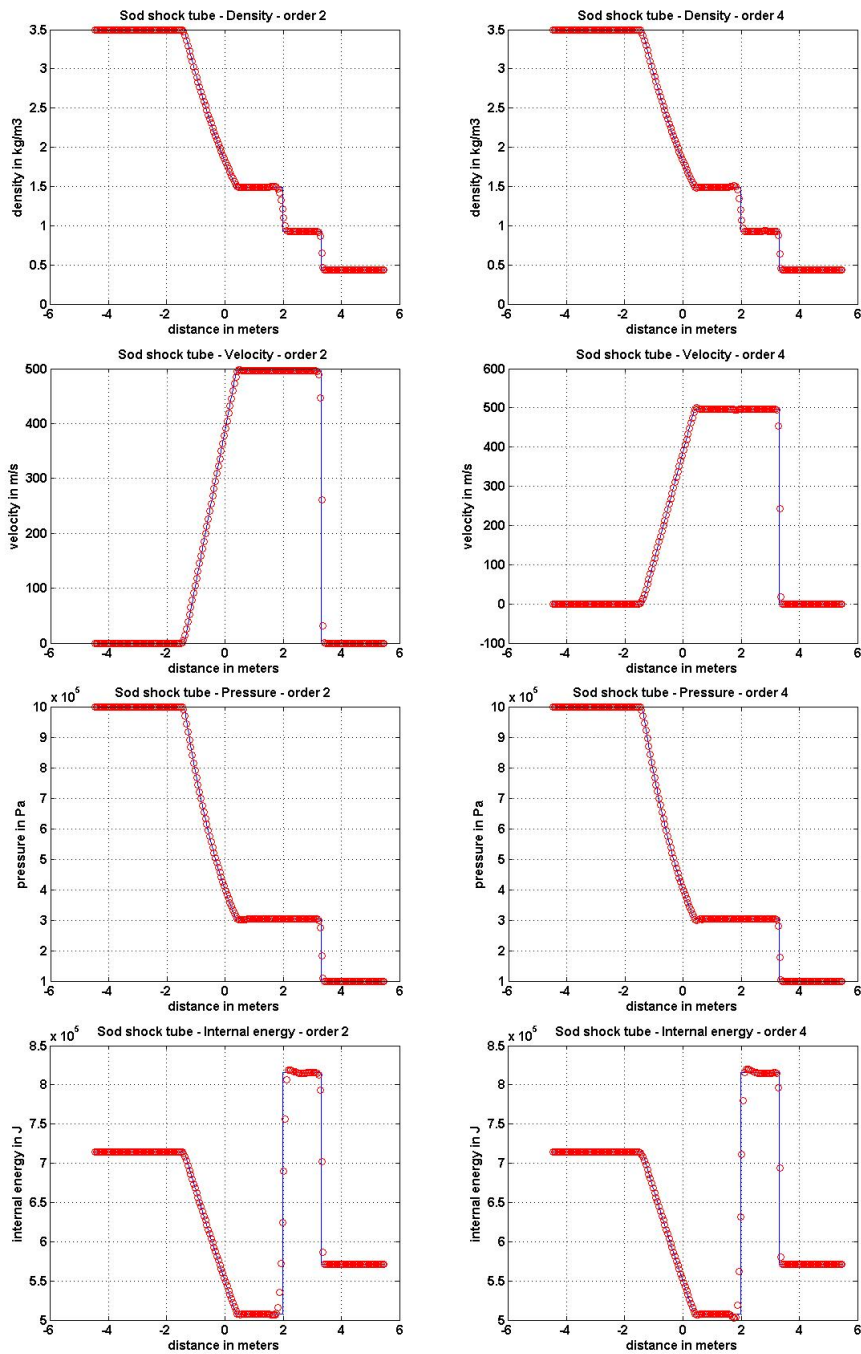 Sod shock tube - Density - order 2
3.5
3
2.5
2
1.5
1
0.5
0
density in kg/m3
-6 -4 -2 0 2 4 6
distance in meters
Sod shock tube - Density - order 4
3.5
3
2.5
2
1.5
1
0.5
0
density in kg/m3
-6 -4 -2 0 2 4 6
distance in meters
Sod shock tube - Velocity - order 2
500
400
300
200
100
0
velocity in m/s
-6 -4 -2 0 2 4 6
distance in meters
Sod shock tube - Velocity - order 4
600
500
400
300
200
100
0
-100
velocity in m/s
-6 -4 -2 0 2 4 6
distance in meters
x 10^5
Sod shock tube - Pressure - order 2
10
9
8
7
6
5
4
3
2
1
pressure in Pa
-6 -4 -2 0 2 4 6
distance in meters
x 10^5
Sod shock tube - Pressure - order 4
10
9
8
7
6
5
4
3
2
1
pressure in Pa
-6 -4 -2 0 2 4 6
distance in meters
x 10^5
Sod shock tube - Internal energy - order 2
8.5
8
7.5
7
6.5
6
5.5
5
internal energy in J
-6 -4 -2 0 2 4 6
distance in meters
x 10^5
Sod shock tube - Internal energy - order 4
8.5
8
7.5
7
6.5
6
5.5
5
internal energy in J
-6 -4 -2 0 2 4 6
distance in meters